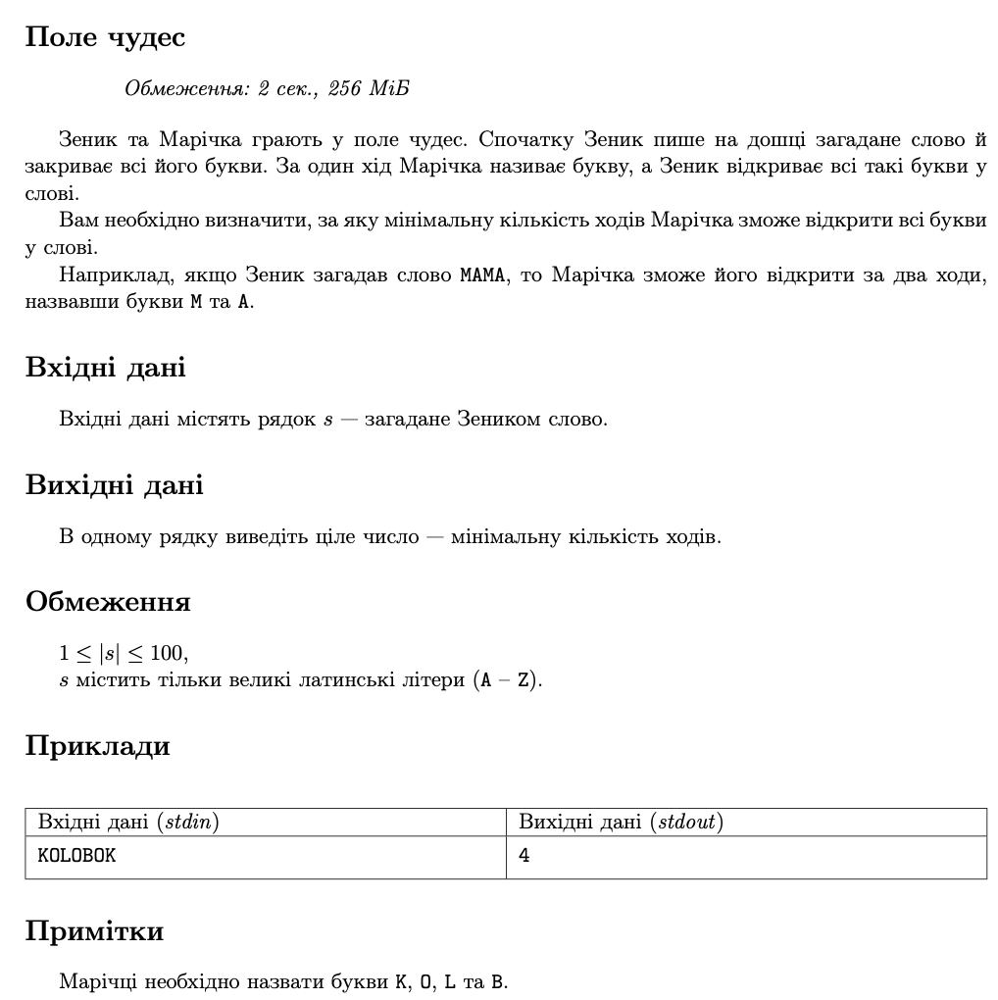 Поле чудес
Обмеження: 2 сек., 256 МіБ
Зеник та Марічка грають у поле чудес. Спочатку Зеник пише на дошці загадане слово й
закриває всі його букви. За один хід Марічка називає букву, а Зеник відкриває всі такі букви у
слові.
Вам необхідно визначити, за яку мінімальну кількість ходів Марічка зможе відкрити всі букви
у слові.
Наприклад, якщо Зеник загадав слово MAMA, то Марічка зможе його відкрити за два ходи,
назвавши букви M та A.
Вхідні дані
Вхідні дані містять рядок s — загадане Зеником слово.
Вихідні дані
В одному рядку виведіть ціле число — мінімальну кількість ходів.
Обмеження
1 ≤ |s| ≤ 100,
s містить тільки великі латинські літери (A – Z).
Приклади
Вхідні дані (stdin) Вихідні дані (stdout)
KOLOBOK 4
Примітки
Марічці необхідно назвати букви K, O, L та B.